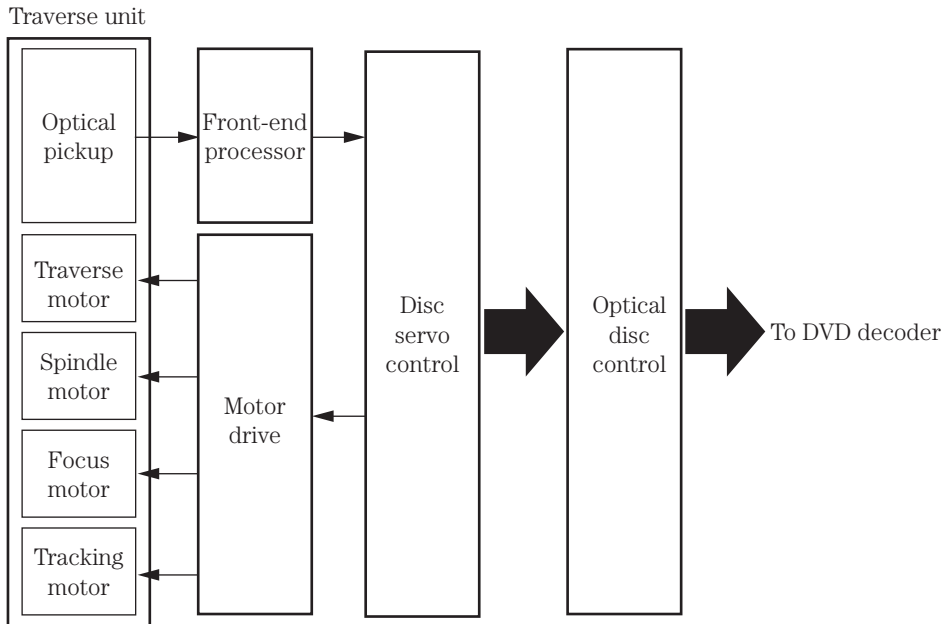 Traverse unit
Optical
pickup
Front-end
processor
Traverse
motor
Spindle
motor
Focus
motor
Tracking
motor
Motor
drive
Disc
servo
control
Optical
disc
control
To DVD decoder